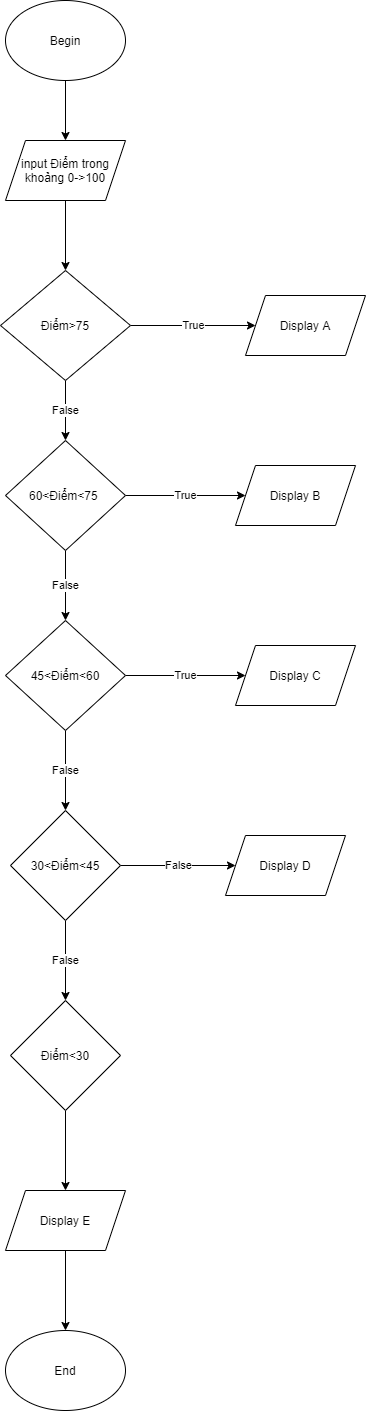 Begin
input Điểm trong
khoảng 0->100
Điểm>75
True
Display A
False
60<Điểm<75
True
Display B
False
45<Điểm<60
True
Display C
False
30<Điểm<45
False
Display D
False
Điểm<30
Display E
End